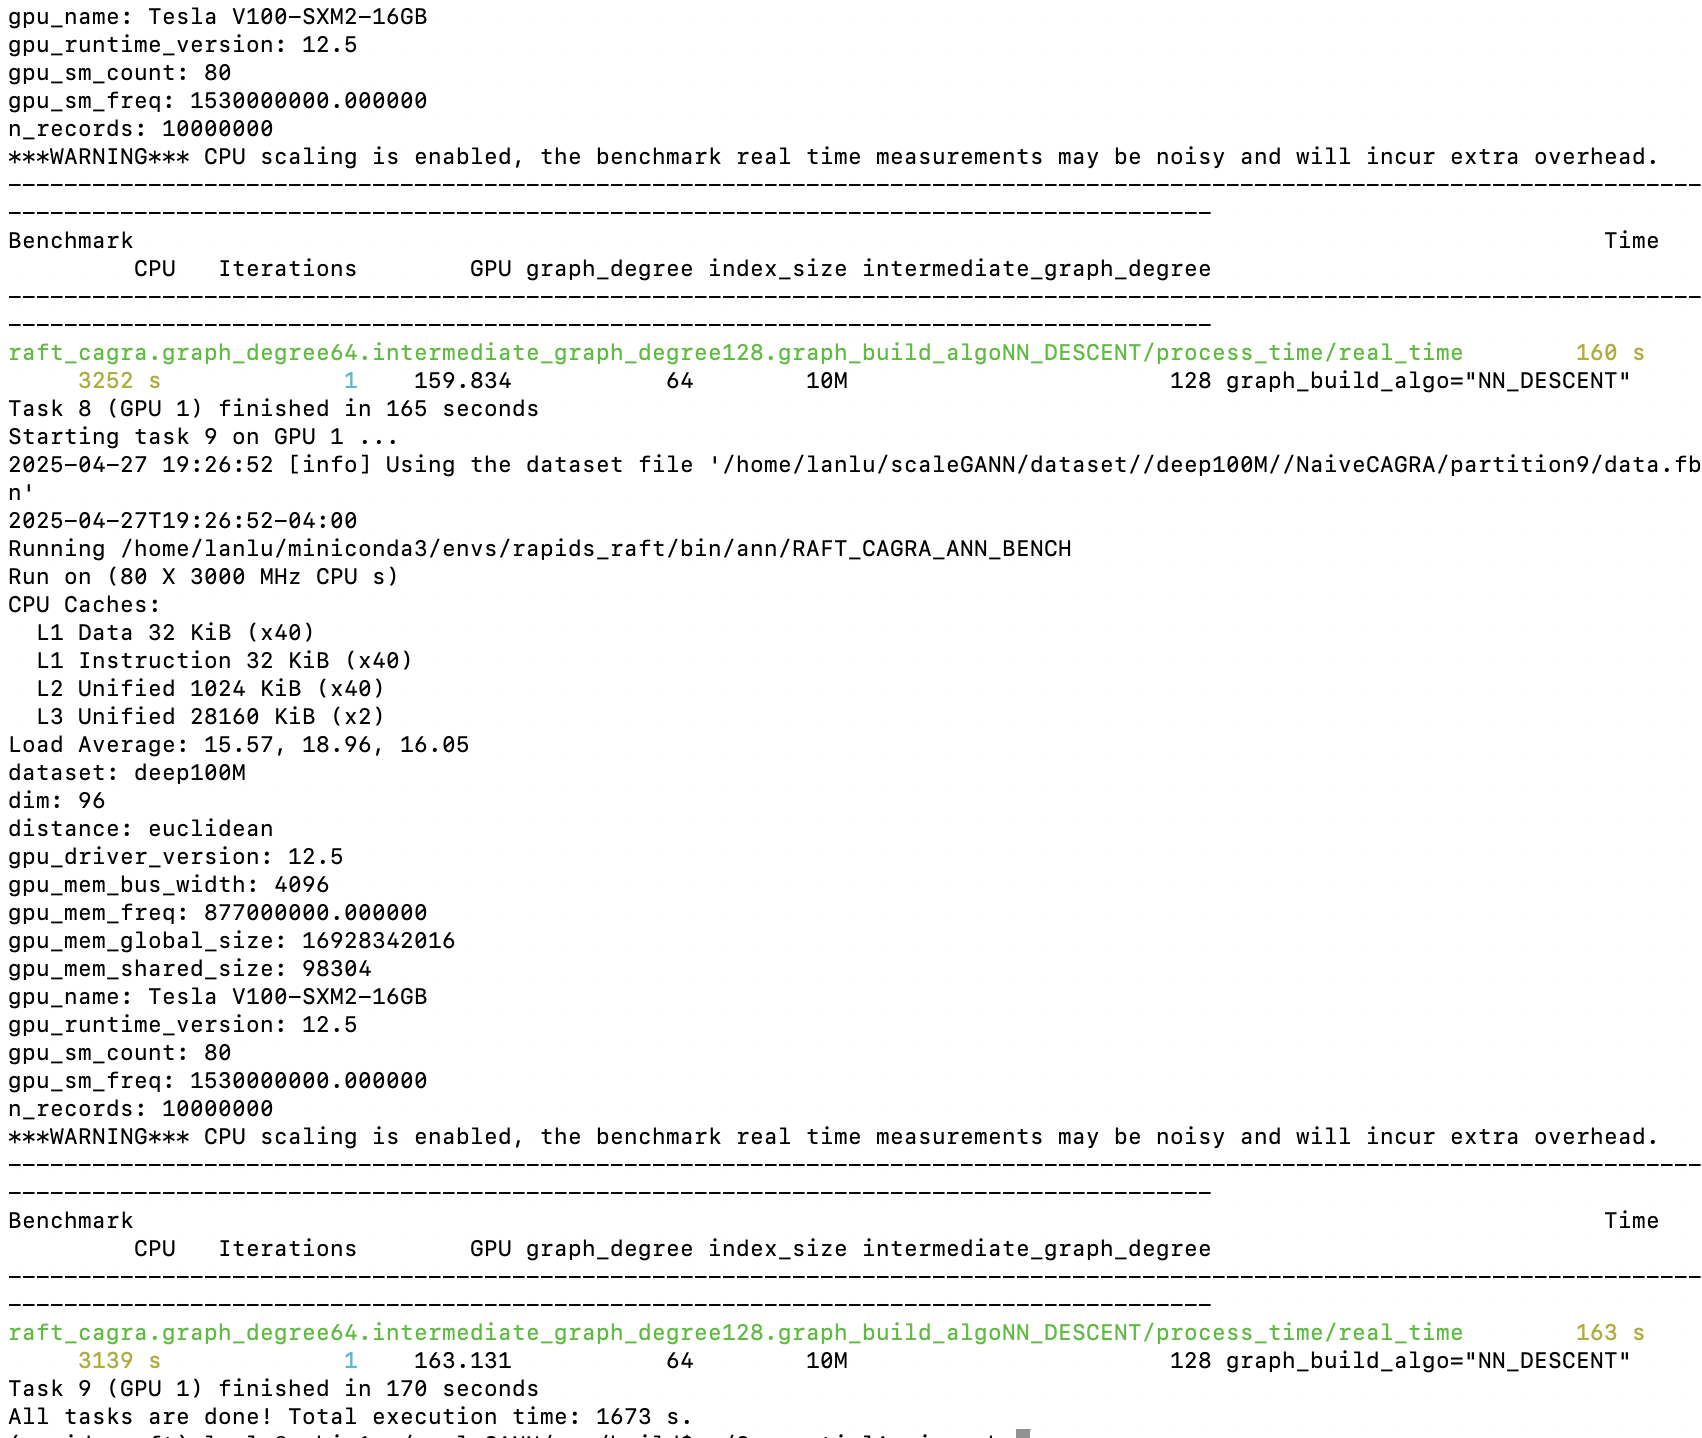 gpu_name: Tesla V100-SXM2-16GB
gpu_runtime_version: 12.5
gpu_sm_count: 80
gpu_sm_freq: 1530000000.000000
n_records: 10000000
***WARNING*** CPU scaling is enabled, the benchmark real time measurements may be noisy and will incur extra overhead.
-------------------------------------------------------------------------------------------------------------------------
--------------------------------------------------------------------------------------
Benchmark Time
CPU Iterations GPU graph_degree index_size intermediate_graph_degree
-------------------------------------------------------------------------------------------------------------------------
--------------------------------------------------------------------------------------
raft_cagra.graph_degree64.intermediate_graph_degree128.graph_build_algoNN_DESCENT/process_time/real_time 160 s
3252 s 1 159.834 64 10M 128 graph_build_algo="NN_DESCENT"
Task 8 (GPU 1) finished in 165 seconds
Starting task 9 on GPU 1 ...
2025-04-27 19:26:52 [info] Using the dataset file '/home/lanlu/scaleGANN/dataset//deep100M//NaiveCAGRA/partition9/data.fb
n'
2025-04-27T19:26:52-04:00
Running /home/lanlu/miniconda3/envs/rapids_raft/bin/ann/RAFT_CAGRA_ANN_BENCH
Run on (80 X 3000 MHz CPU s)
CPU Caches:
L1 Data 32 KiB (x40)
L1 Instruction 32 KiB (x40)
L2 Unified 1024 KiB (x40)
L3 Unified 28160 KiB (x2)
Load Average: 15.57, 18.96, 16.05
dataset: deep100M
dim: 96
distance: euclidean
gpu_driver_version: 12.5
gpu_mem_bus_width: 4096
gpu_mem_freq: 877000000.000000
gpu_mem_global_size: 16928342016
gpu_mem_shared_size: 98304
gpu_name: Tesla V100-SXM2-16GB
gpu_runtime_version: 12.5
gpu_sm_count: 80
gpu_sm_freq: 1530000000.000000
n_records: 10000000
***WARNING*** CPU scaling is enabled, the benchmark real time measurements may be noisy and will incur extra overhead.
-------------------------------------------------------------------------------------------------------------------------
--------------------------------------------------------------------------------------
Benchmark Time
CPU Iterations GPU graph_degree index_size intermediate_graph_degree
-------------------------------------------------------------------------------------------------------------------------
--------------------------------------------------------------------------------------
raft_cagra.graph_degree64.intermediate_graph_degree128.graph_build_algoNN_DESCENT/process_time/real_time 163 s
3139 s 1 163.131 64 10M 128 graph_build_algo="NN_DESCENT"
Task 9 (GPU 1) finished in 170 seconds
All tasks are done! Total execution time: 1673 s.